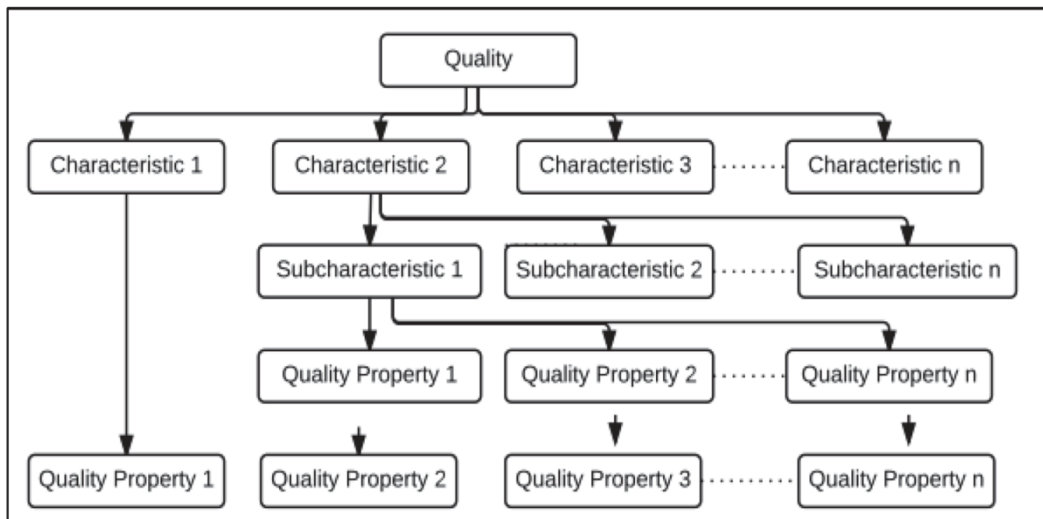 Quality
Characteristic 1
Characteristic 2
Characteristic 3
Characteristic n
Subcharacteristic 1
Subcharacteristic 2
Subcharacteristic n
Quality Property 1
Quality Property 2
Quality Property n
Quality Property 1
Quality Property 2
Quality Property 3
Quality Property n